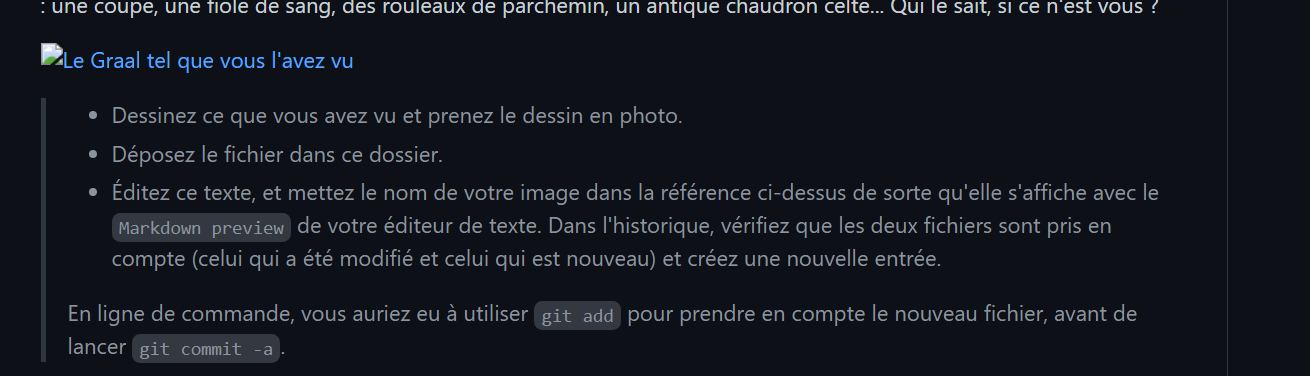 : une coupe, une fiole de sang, des rouleaux de parchemin, un antique chaudron celte... Qui le sait, si ce n'est vous ?
Le Graal tel que vous l'avez vu
Dessinez ce que vous avez vu et prenez le dessin en photo.
Déposez le fichier dans ce dossier.
Éditez ce texte, et mettez le nom de votre image dans la référence ci-dessus de sorte qu'elle s'affiche avec le
Markdown preview de votre éditeur de texte. Dans l'historique, vérifiez que les deux fichiers sont pris en
compte (celui qui a été modifié et celui qui est nouveau) et créez une nouvelle entrée.
En ligne de commande, vous auriez eu à utiliser git add pour prendre en compte le nouveau fichier, avant de
lancer git commit -a.